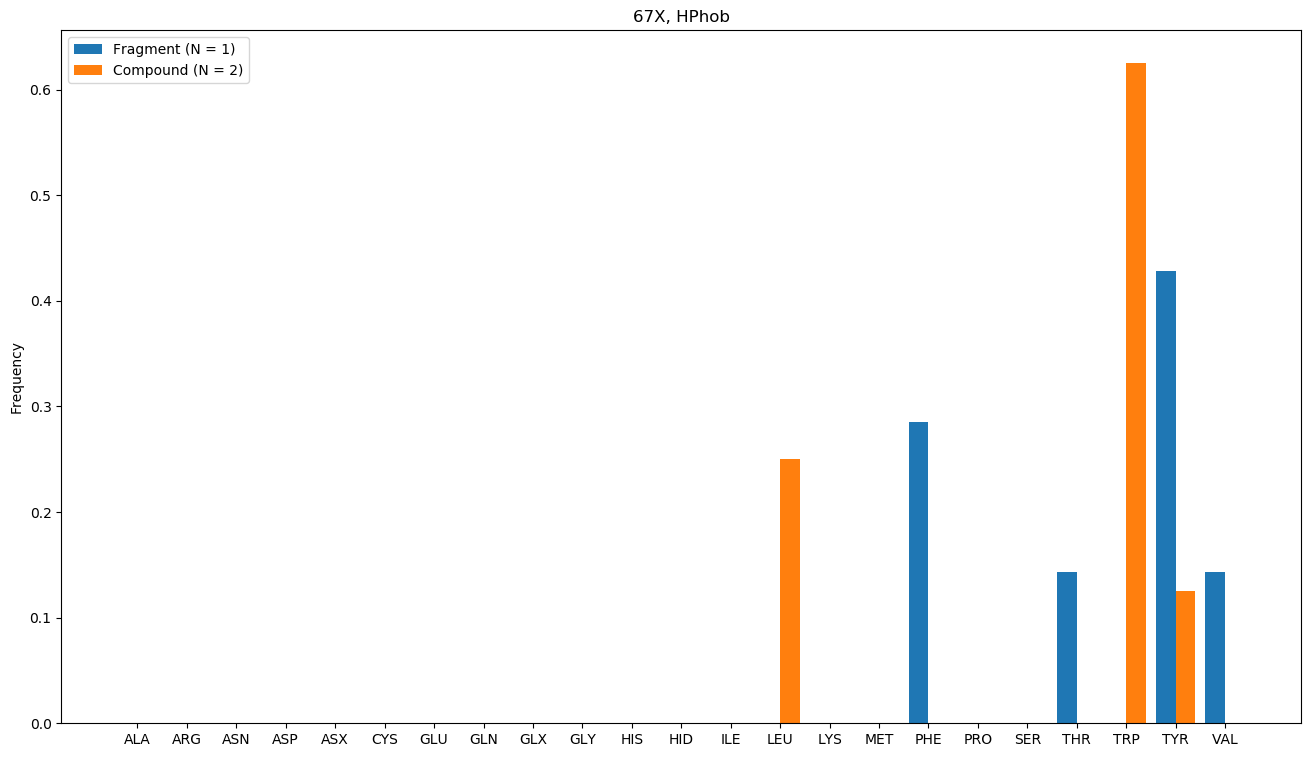 67X, HPhob
Fragment (N = 1)
Compound (N = 2)
Frequency
0.6
0.5
0.4
0.3
0.2
0.1
0.0
ALA ARG ASN ASP ASX CYS GLU GLN GLX GLY HIS HID ILE LEU LYS MET PHE PRO SER THR TRP TYR VAL